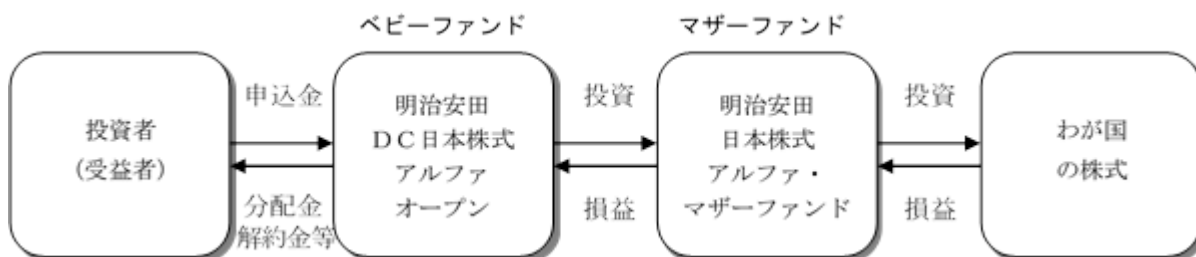 ベビーファンド
マザーファンド
投資者
(受益者)
申込金
分配金
解約金等
明治安田
ＤＣ日本株式
アルファ
オープン
投資
損益
明治安田
日本株式
アルファ・
マザーファンド
投資
損益
わが国
の株式